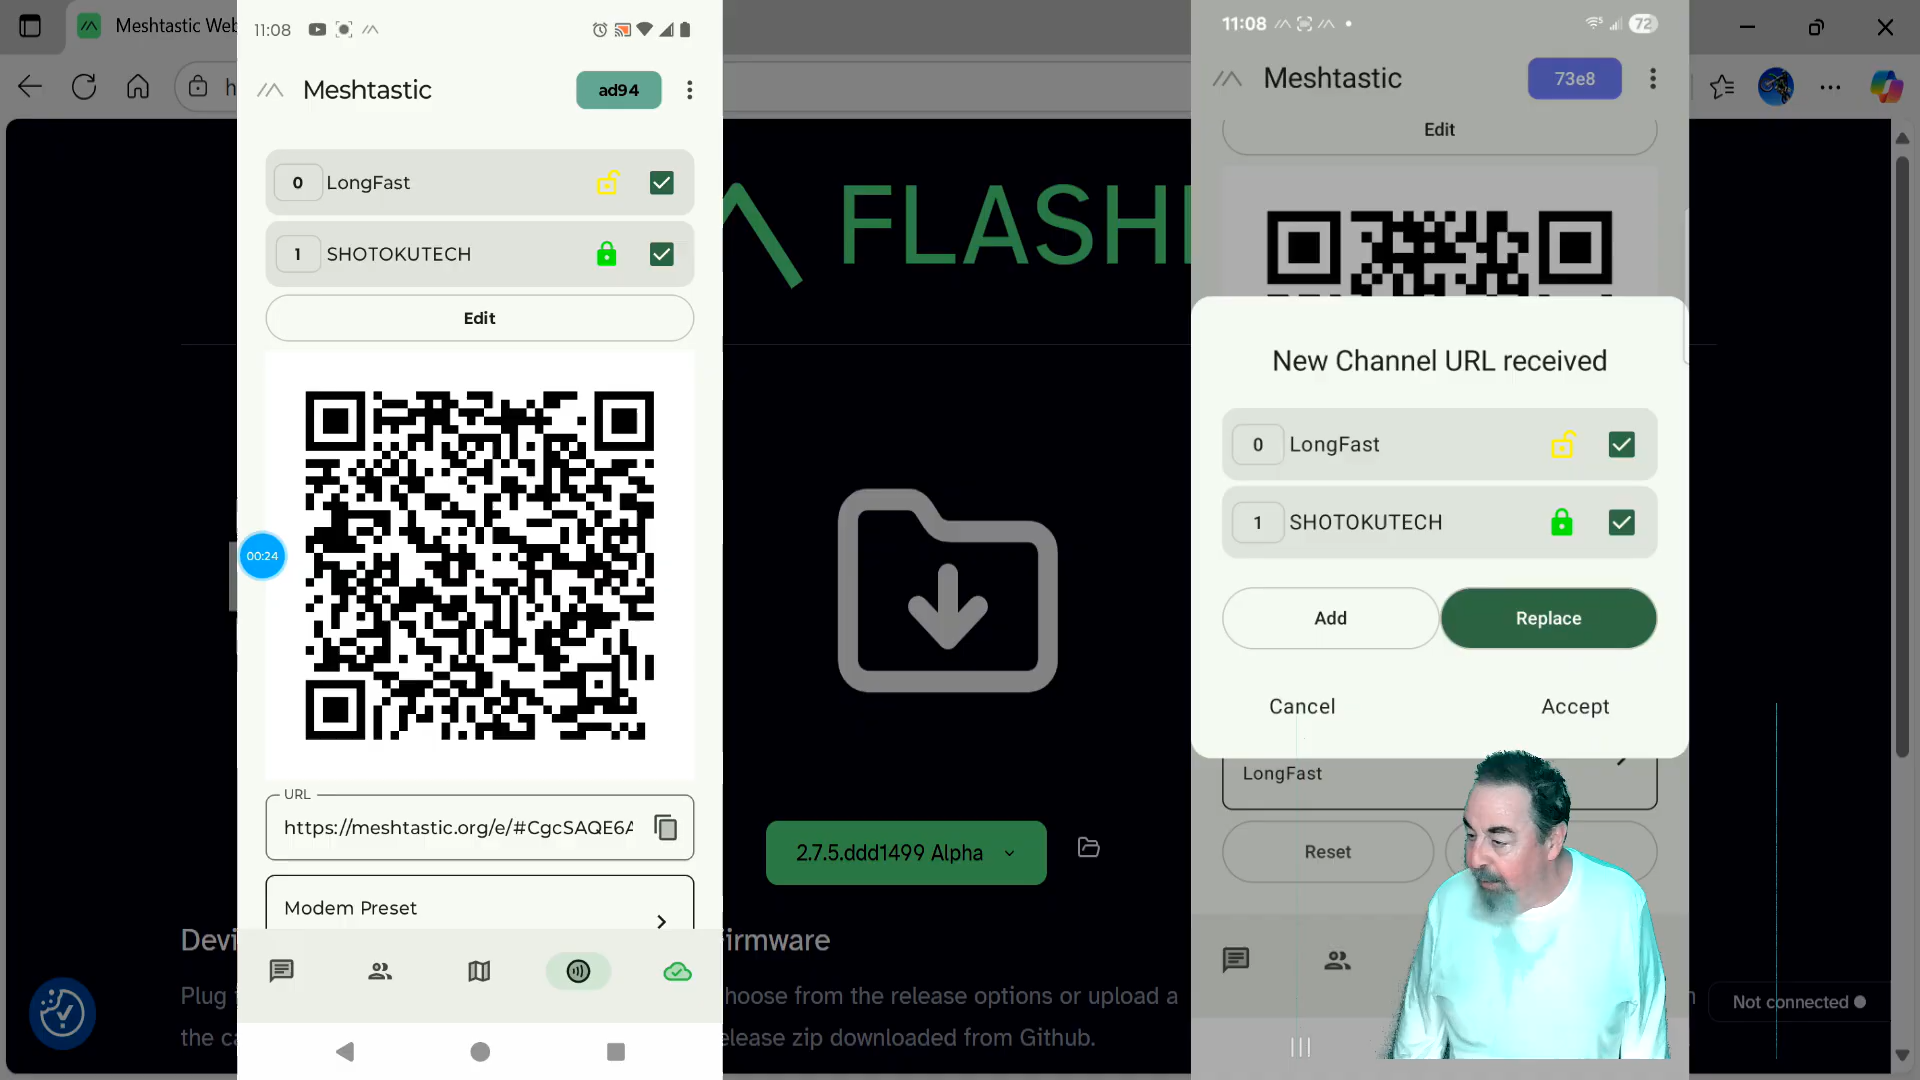 Meshtastic Web
11:08
Meshtastic
ad94
0 LongFast
1 SHOTOKUTECH
Edit
00:24
URL
https://meshtastic.org/e/#CgcSAQE6A
Modem Preset
FLASH
2.7.5.ddd1499 Alpha
irmware
hoose from the release options or upload a
elease zip downloaded from Github.
Devi
Plug
the ca
11:08
72
Meshtastic
73e8
Edit
New Channel URL received
0 LongFast
1 SHOTOKUTECH
Add
Replace
Cancel
Accept
LongFast
Reset
Not connected